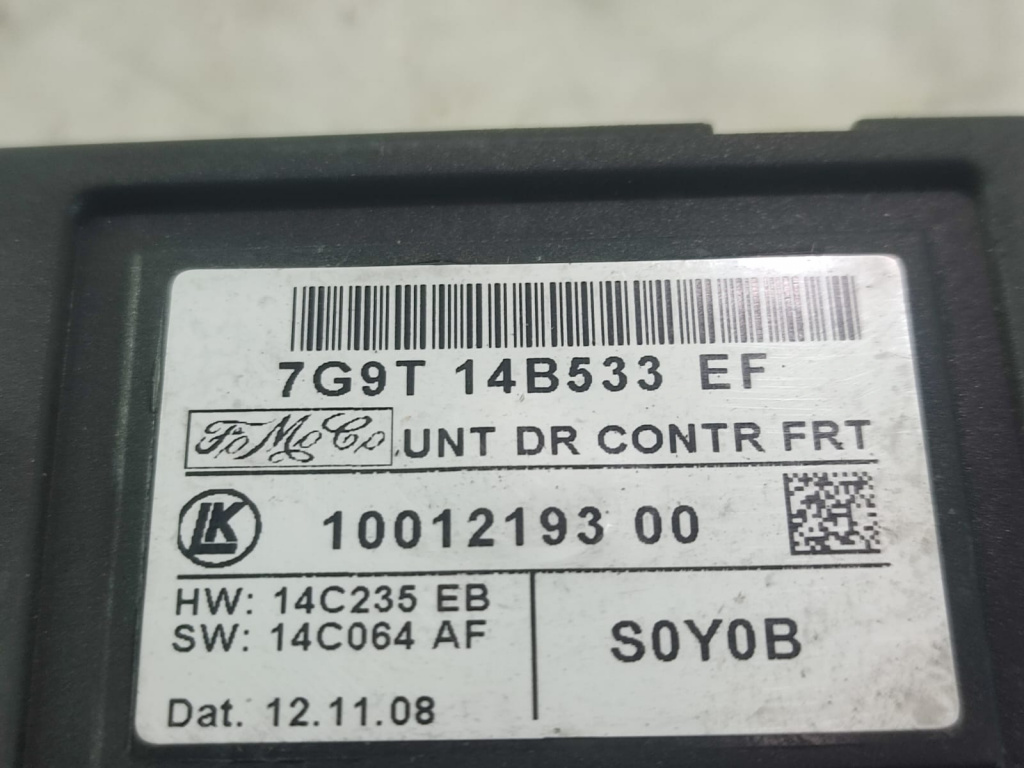 7G9T 14B533 EF
FoMoCo UNT DR CONTR FRT
LK 10012193 00
HW: 14C235 EB
SW: 14C064 AF
S0Y0B
Dat. 12.11.08